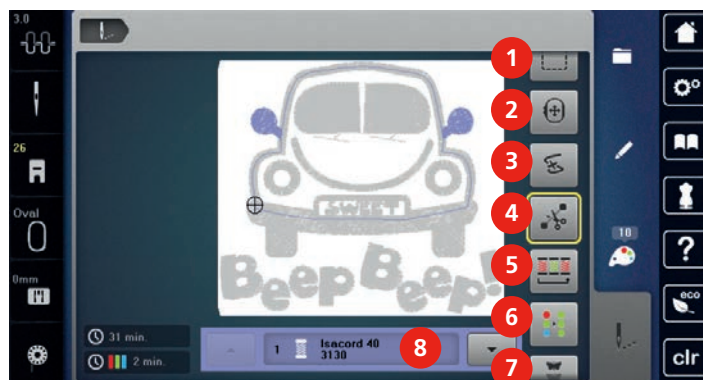 3.0
26
Oval
0mm
1
2
3
4
5
6
7
8
SWEET
Beep Beep!
31 min.
2 min.
1 Isacord 40
3130
10
?
eco
clr